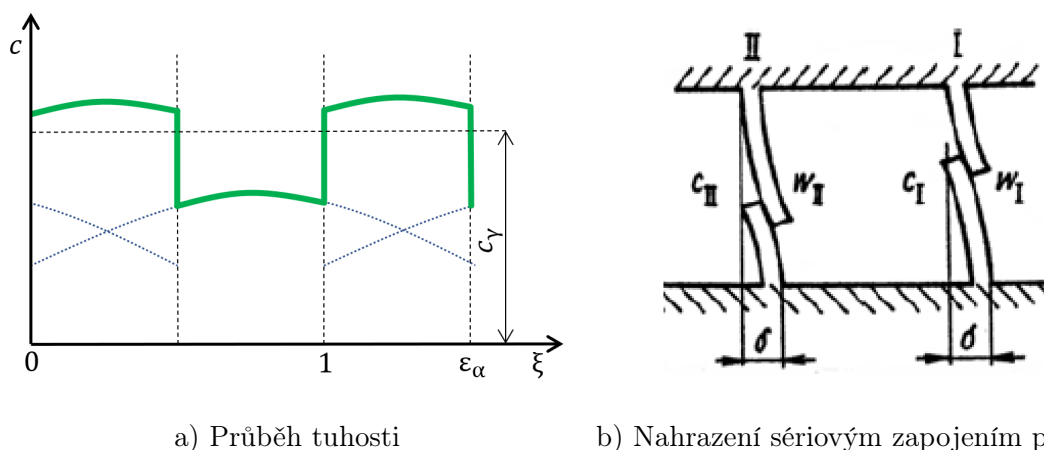 c
c_γ
0
1
ε_α
ξ
II
I
c_II
w_II
c_I
w_I
δ
δ
a) Průběh tuhosti
b) Nahrazení sériovým zapojením p